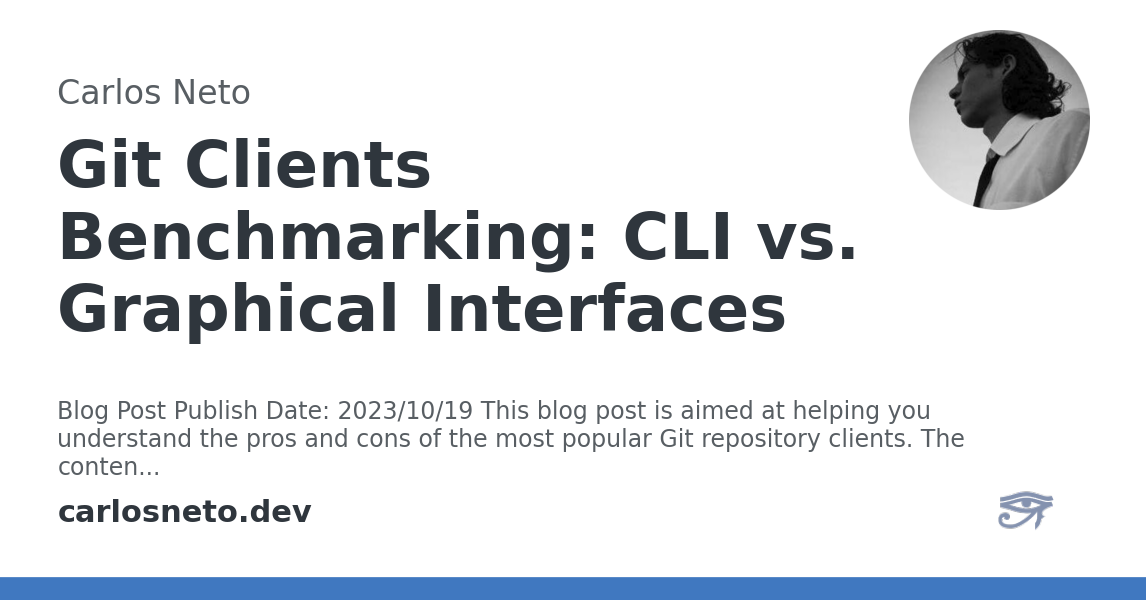 Carlos Neto
Git Clients
Benchmarking: CLI vs.
Graphical Interfaces
Blog Post Publish Date: 2023/10/19 This blog post is aimed at helping you
understand the pros and cons of the most popular Git repository clients. The
conten...
carlosneto.dev